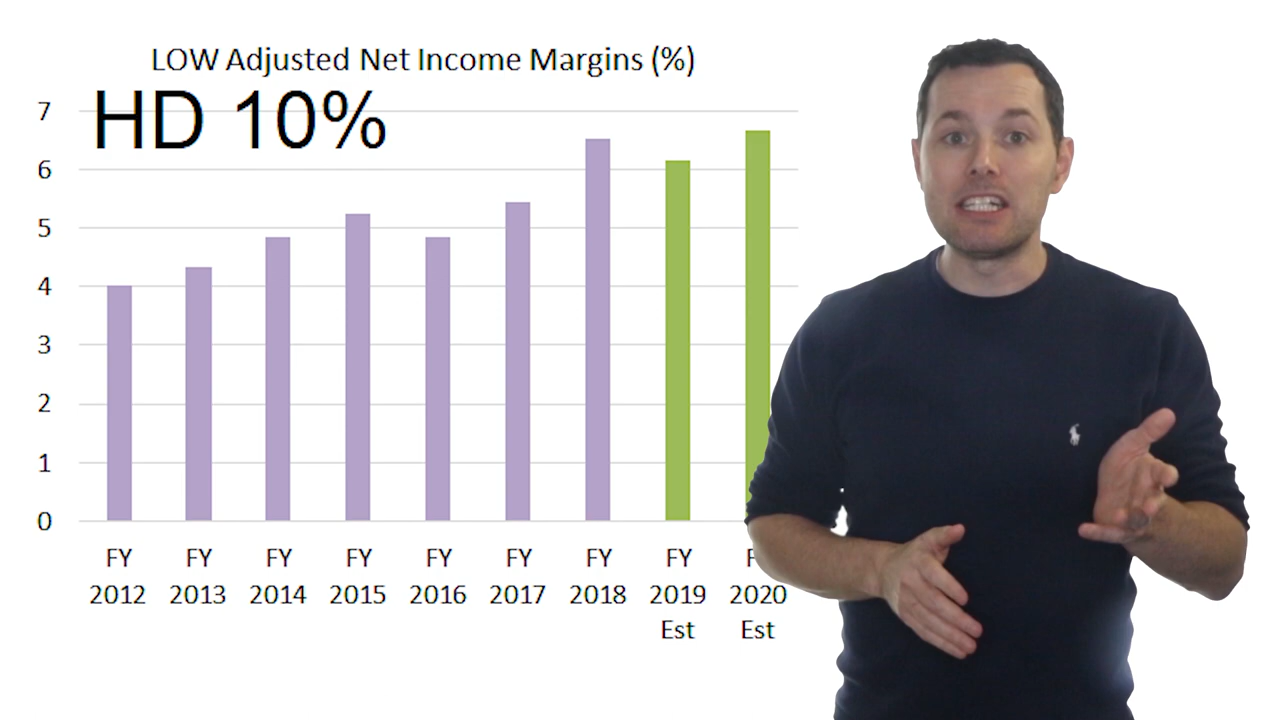 LOW Adjusted Net Income Margins (%)
HD 10%
7
6
5
4
3
2
1
0
FY FY FY FY FY FY FY FY F
2012 2013 2014 2015 2016 2017 2018 2019 2020
Est Est